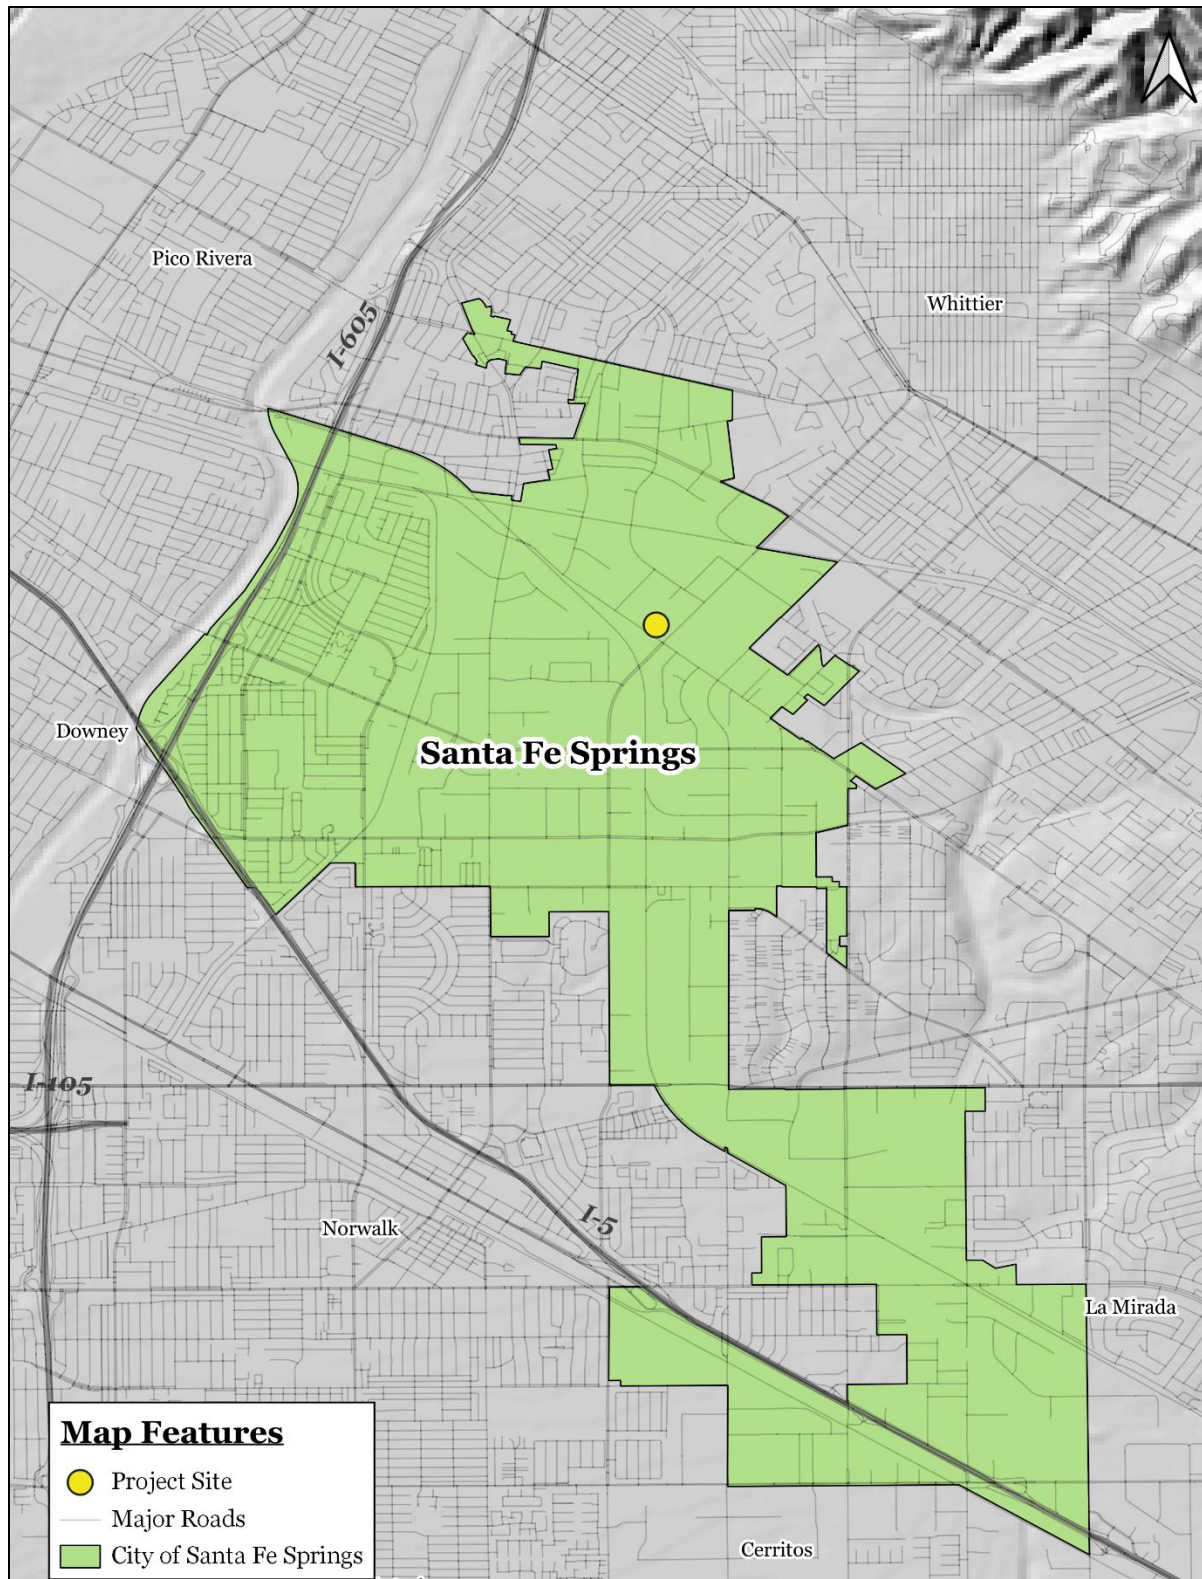 Pico Rivera
Whittier
I-605
Downey
Santa Fe Springs
I-105
Norwalk
I-5
La Mirada
Cerritos
Map Features
Project Site
Major Roads
City of Santa Fe Springs